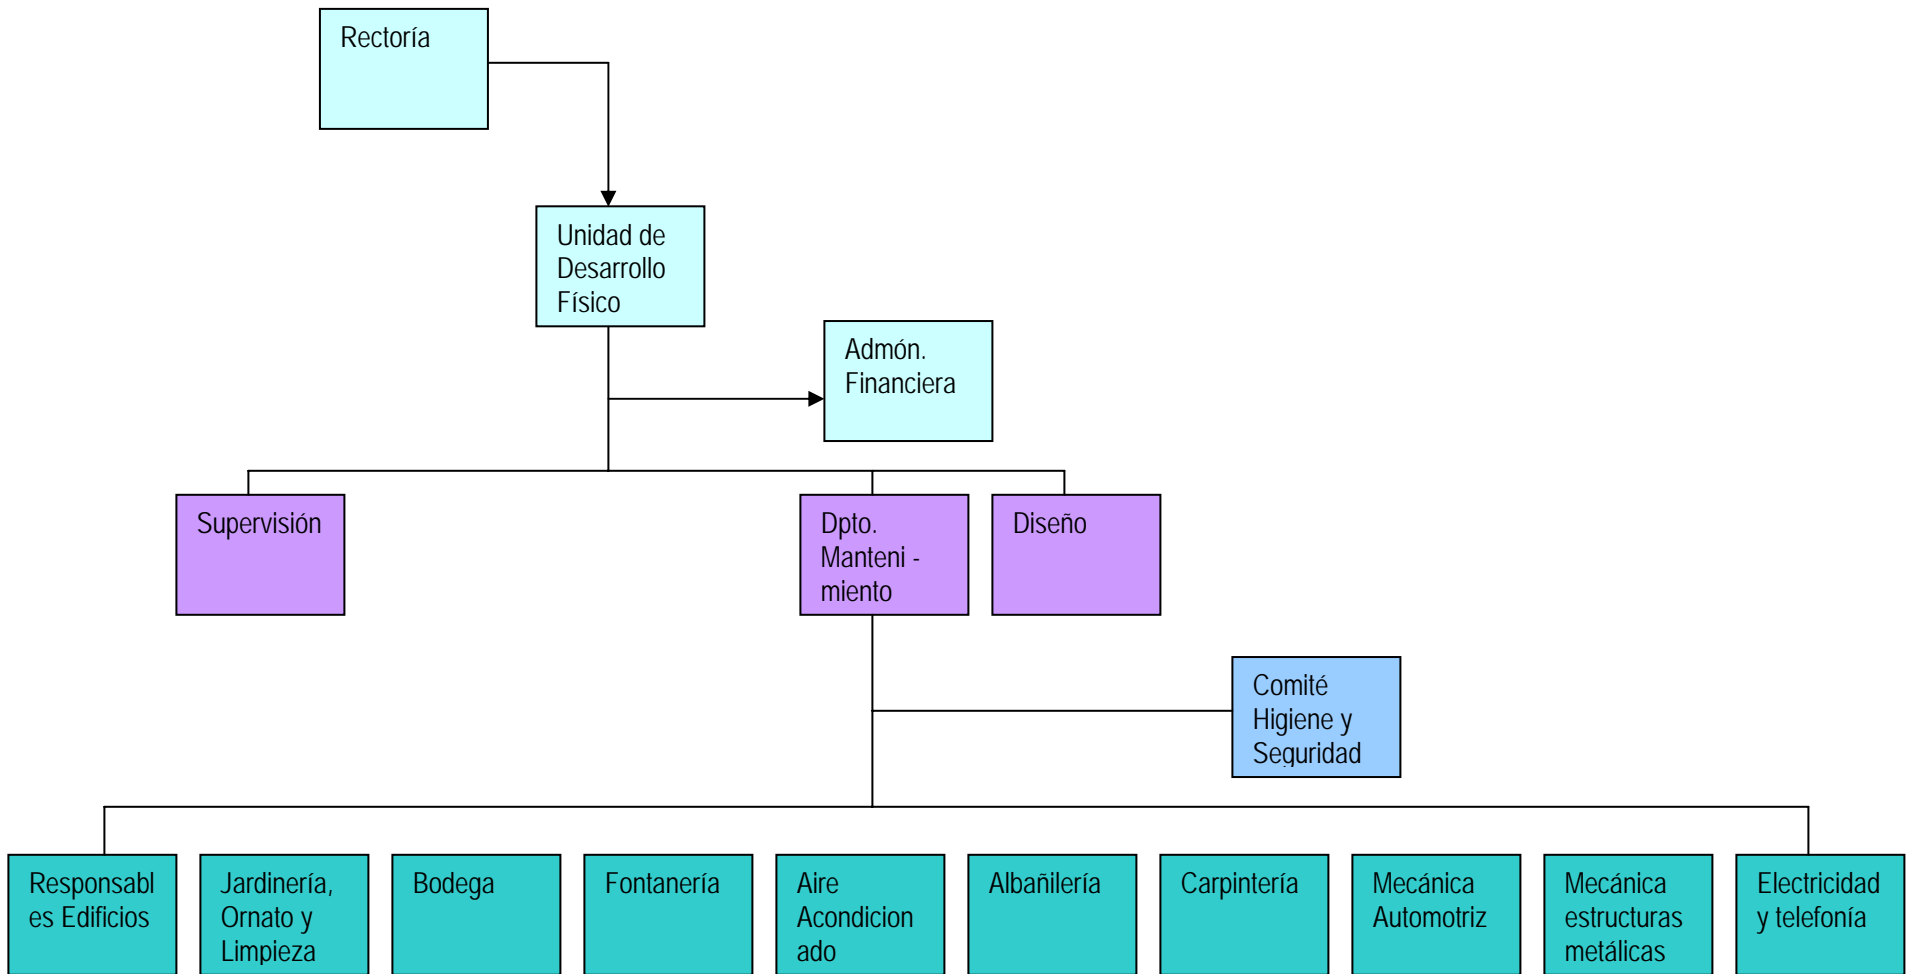 Rectoría
Unidad de
Desarrollo
Físico
Admón.
Financiera
Supervisión
Dpto.
Manteni -
miento
Diseño
Comité
Higiene y
Seguridad
Responsabl
es Edificios
Jardinería,
Ornato y
Limpieza
Bodega
Fontanería
Aire
Acondicion
ado
Albañilería
Carpintería
Mecánica
Automotriz
Mecánica
estructuras
metálicas
Electricidad
y telefonía